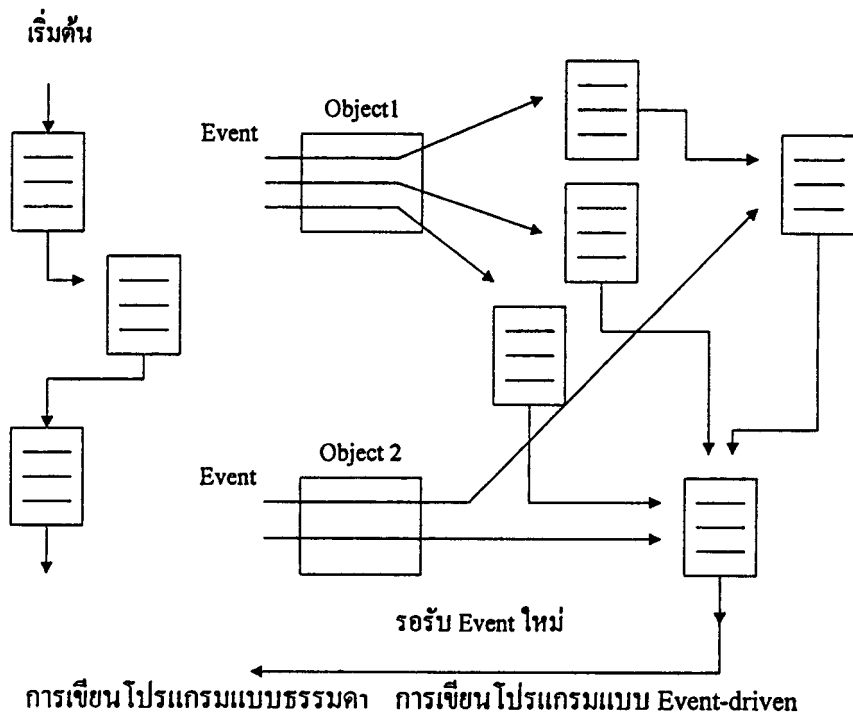 เริ่มต้น
Object1
Event
Object 2
Event
รอรับ Event ใหม่
การเขียนโปรแกรมแบบธรรมดา การเขียนโปรแกรมแบบ Event-driven